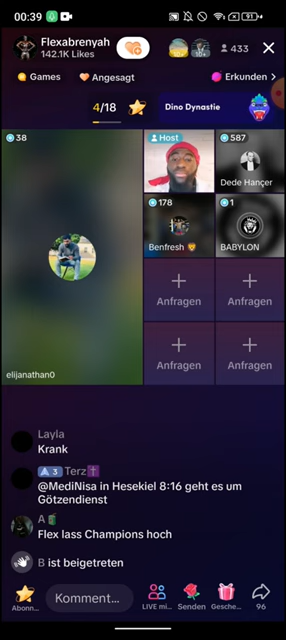 00:39
91
Flexabrenyah
142.1K Likes
433
Games
Angesagt
Erkunden
4/18
Dino Dynastie
38
Host
587
Dede Hançer
178
1
Benfresh
BABYLON
Anfragen
Anfragen
Anfragen
Anfragen
elijanathan0
Layla
Krank
3 Terz
@MediNisa in Hesekiel 8:16 geht es um
Götzendienst
A
Flex lass Champions hoch
B ist beigetreten
Abonn...
Komment...
LIVE mi...
Senden
Gesche...
96